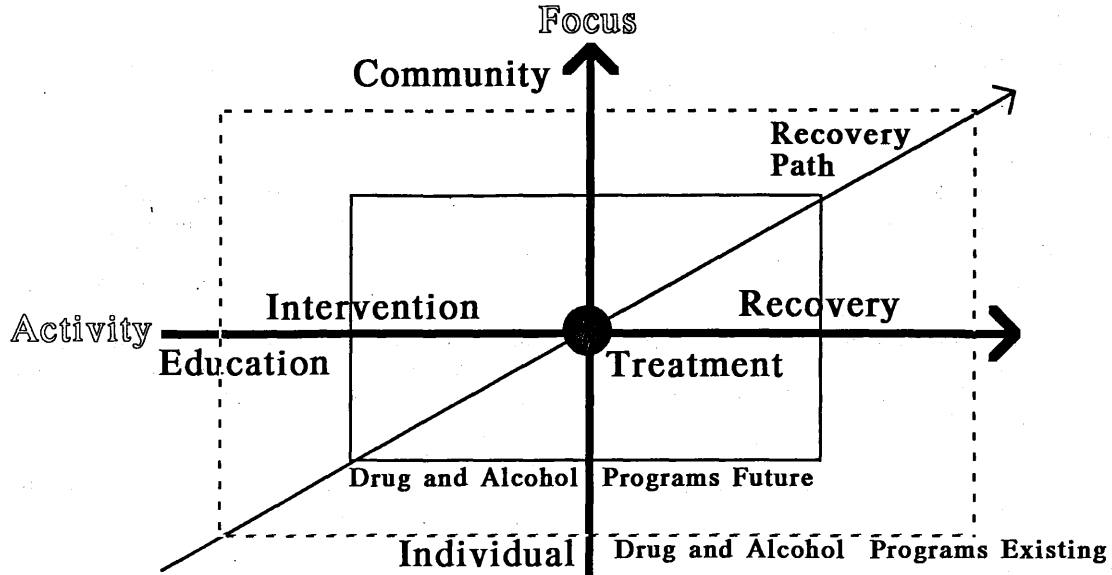 Focus
Community
Recovery
Path
Intervention
Recovery
Activity
Education
Treatment
Drug and Alcohol Programs Future
Individual
Drug and Alcohol Programs Existing